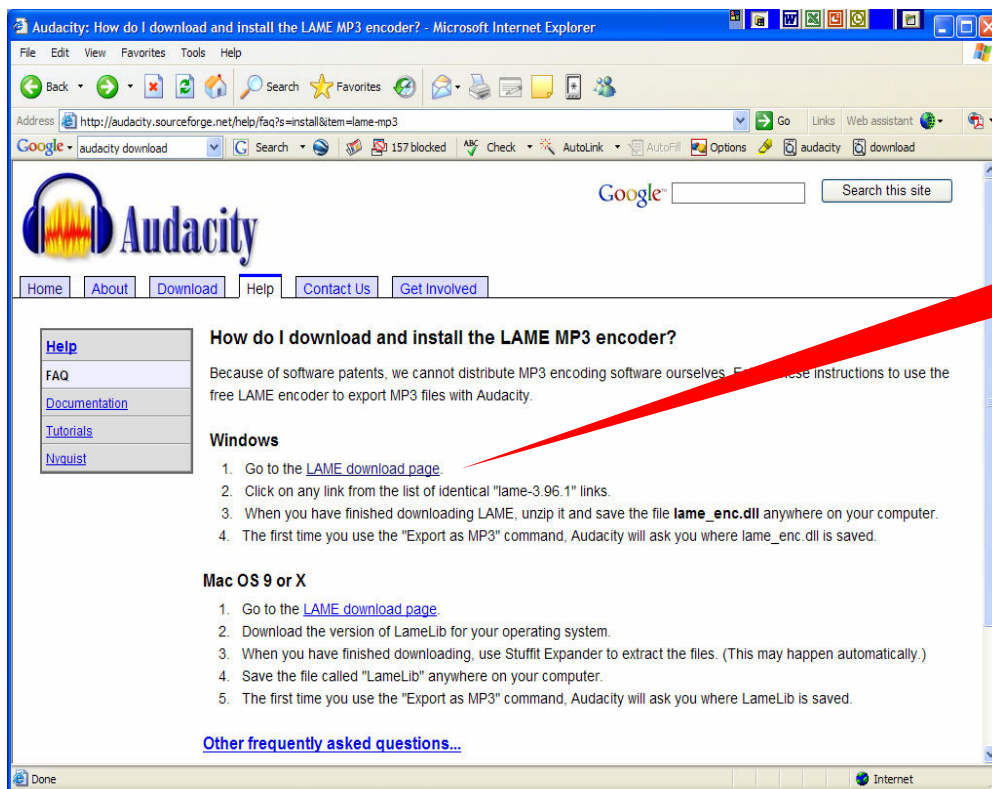 Audacity: How do I download and install the LAME MP3 encoder? - Microsoft Internet Explorer
File Edit View Favorites Tools Help
Back Search Favorites
Address http://audacity.sourceforge.net/help/faq?s=install&item=lame-mp3 Go Links Web assistant
Google audacity download Search 157 blocked ABC Check AutoLink AutoFill Options audacity download
Audacity
Google Search this site
Home About Download Help Contact Us Get Involved
Help
FAQ
Documentation
Tutorials
Nyquist
How do I download and install the LAME MP3 encoder?
Because of software patents, we cannot distribute MP3 encoding software ourselves. these instructions to use the
free LAME encoder to export MP3 files with Audacity.
Windows
1. Go to the LAME download page.
2. Click on any link from the list of identical "lame-3.96.1" links.
3. When you have finished downloading LAME, unzip it and save the file lame_enc.dll anywhere on your computer.
4. The first time you use the "Export as MP3" command, Audacity will ask you where lame_enc.dll is saved.
Mac OS 9 or X
1. Go to the LAME download page.
2. Download the version of LameLib for your operating system.
3. When you have finished downloading, use Stuffit Expander to extract the files. (This may happen automatically.)
4. Save the file called "LameLib" anywhere on your computer.
5. The first time you use the "Export as MP3" command, Audacity will ask you where LameLib is saved.
Other frequently asked questions...
Done Internet